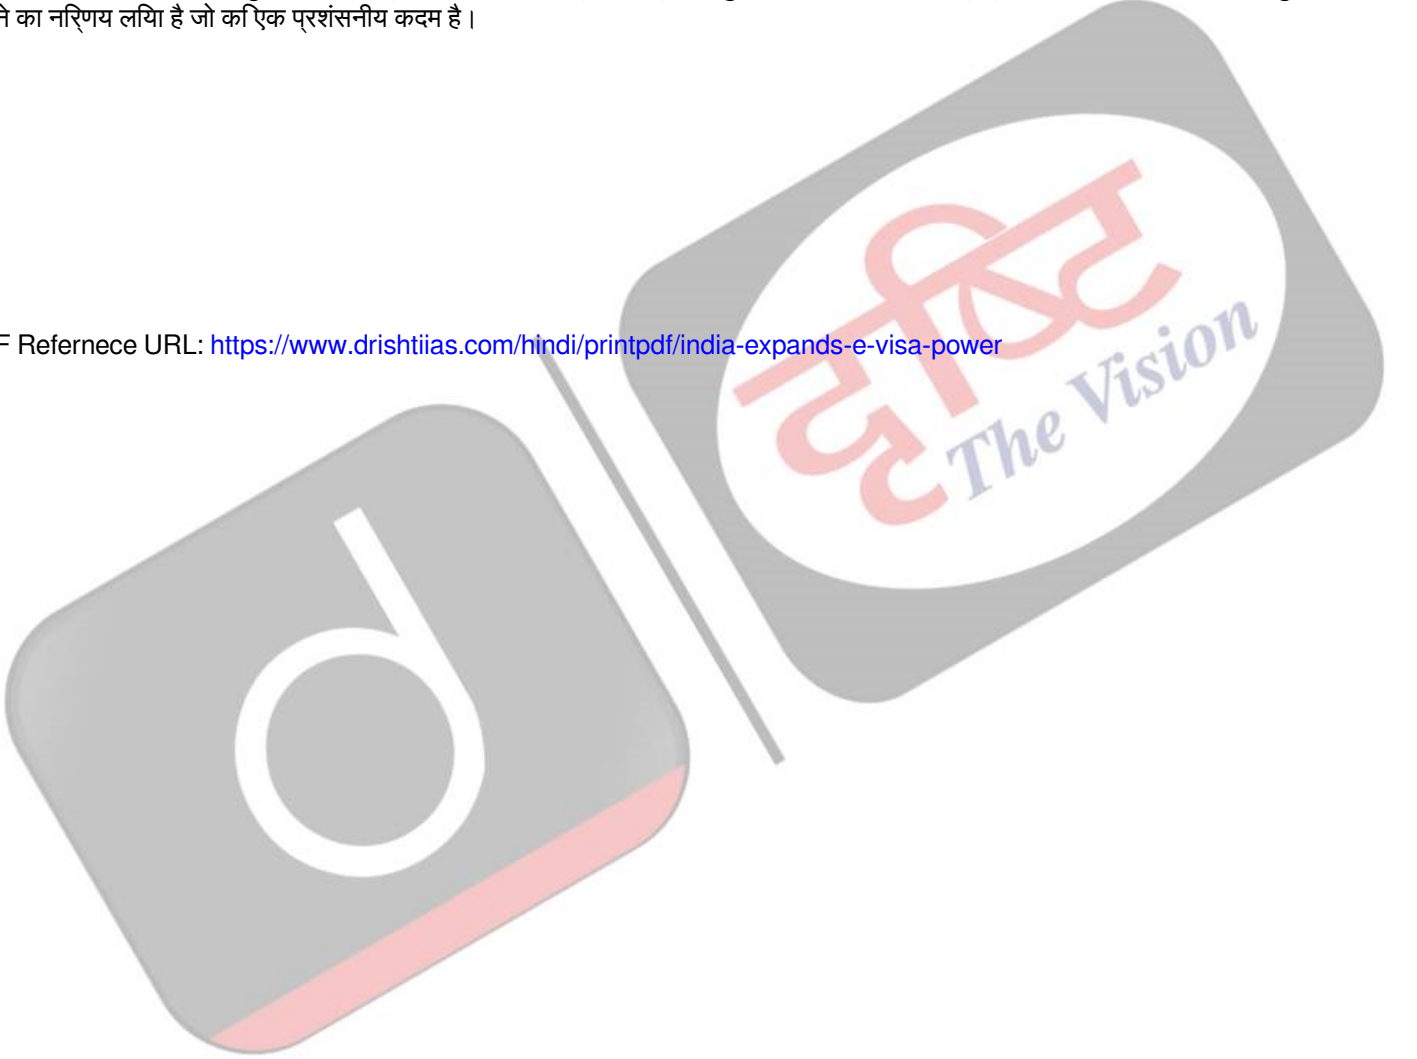 ने का निर्णय लिया है जो कि एक प्रशंसनीय कदम है।
F Refernece URL: https://www.drishtiias.com/hindi/printpdf/india-expands-e-visa-power
दृष्टि
The Vision
d